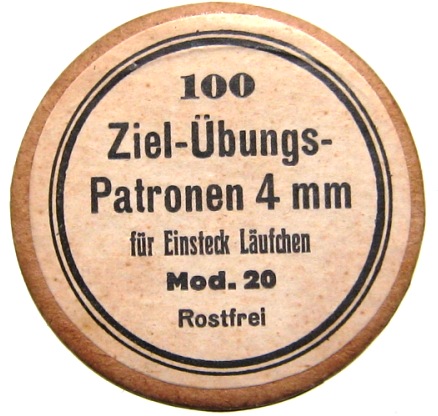 100
Ziel-Übungs-
Patronen 4 mm
für Einsteck Läufchen
Mod. 20
Rostfrei